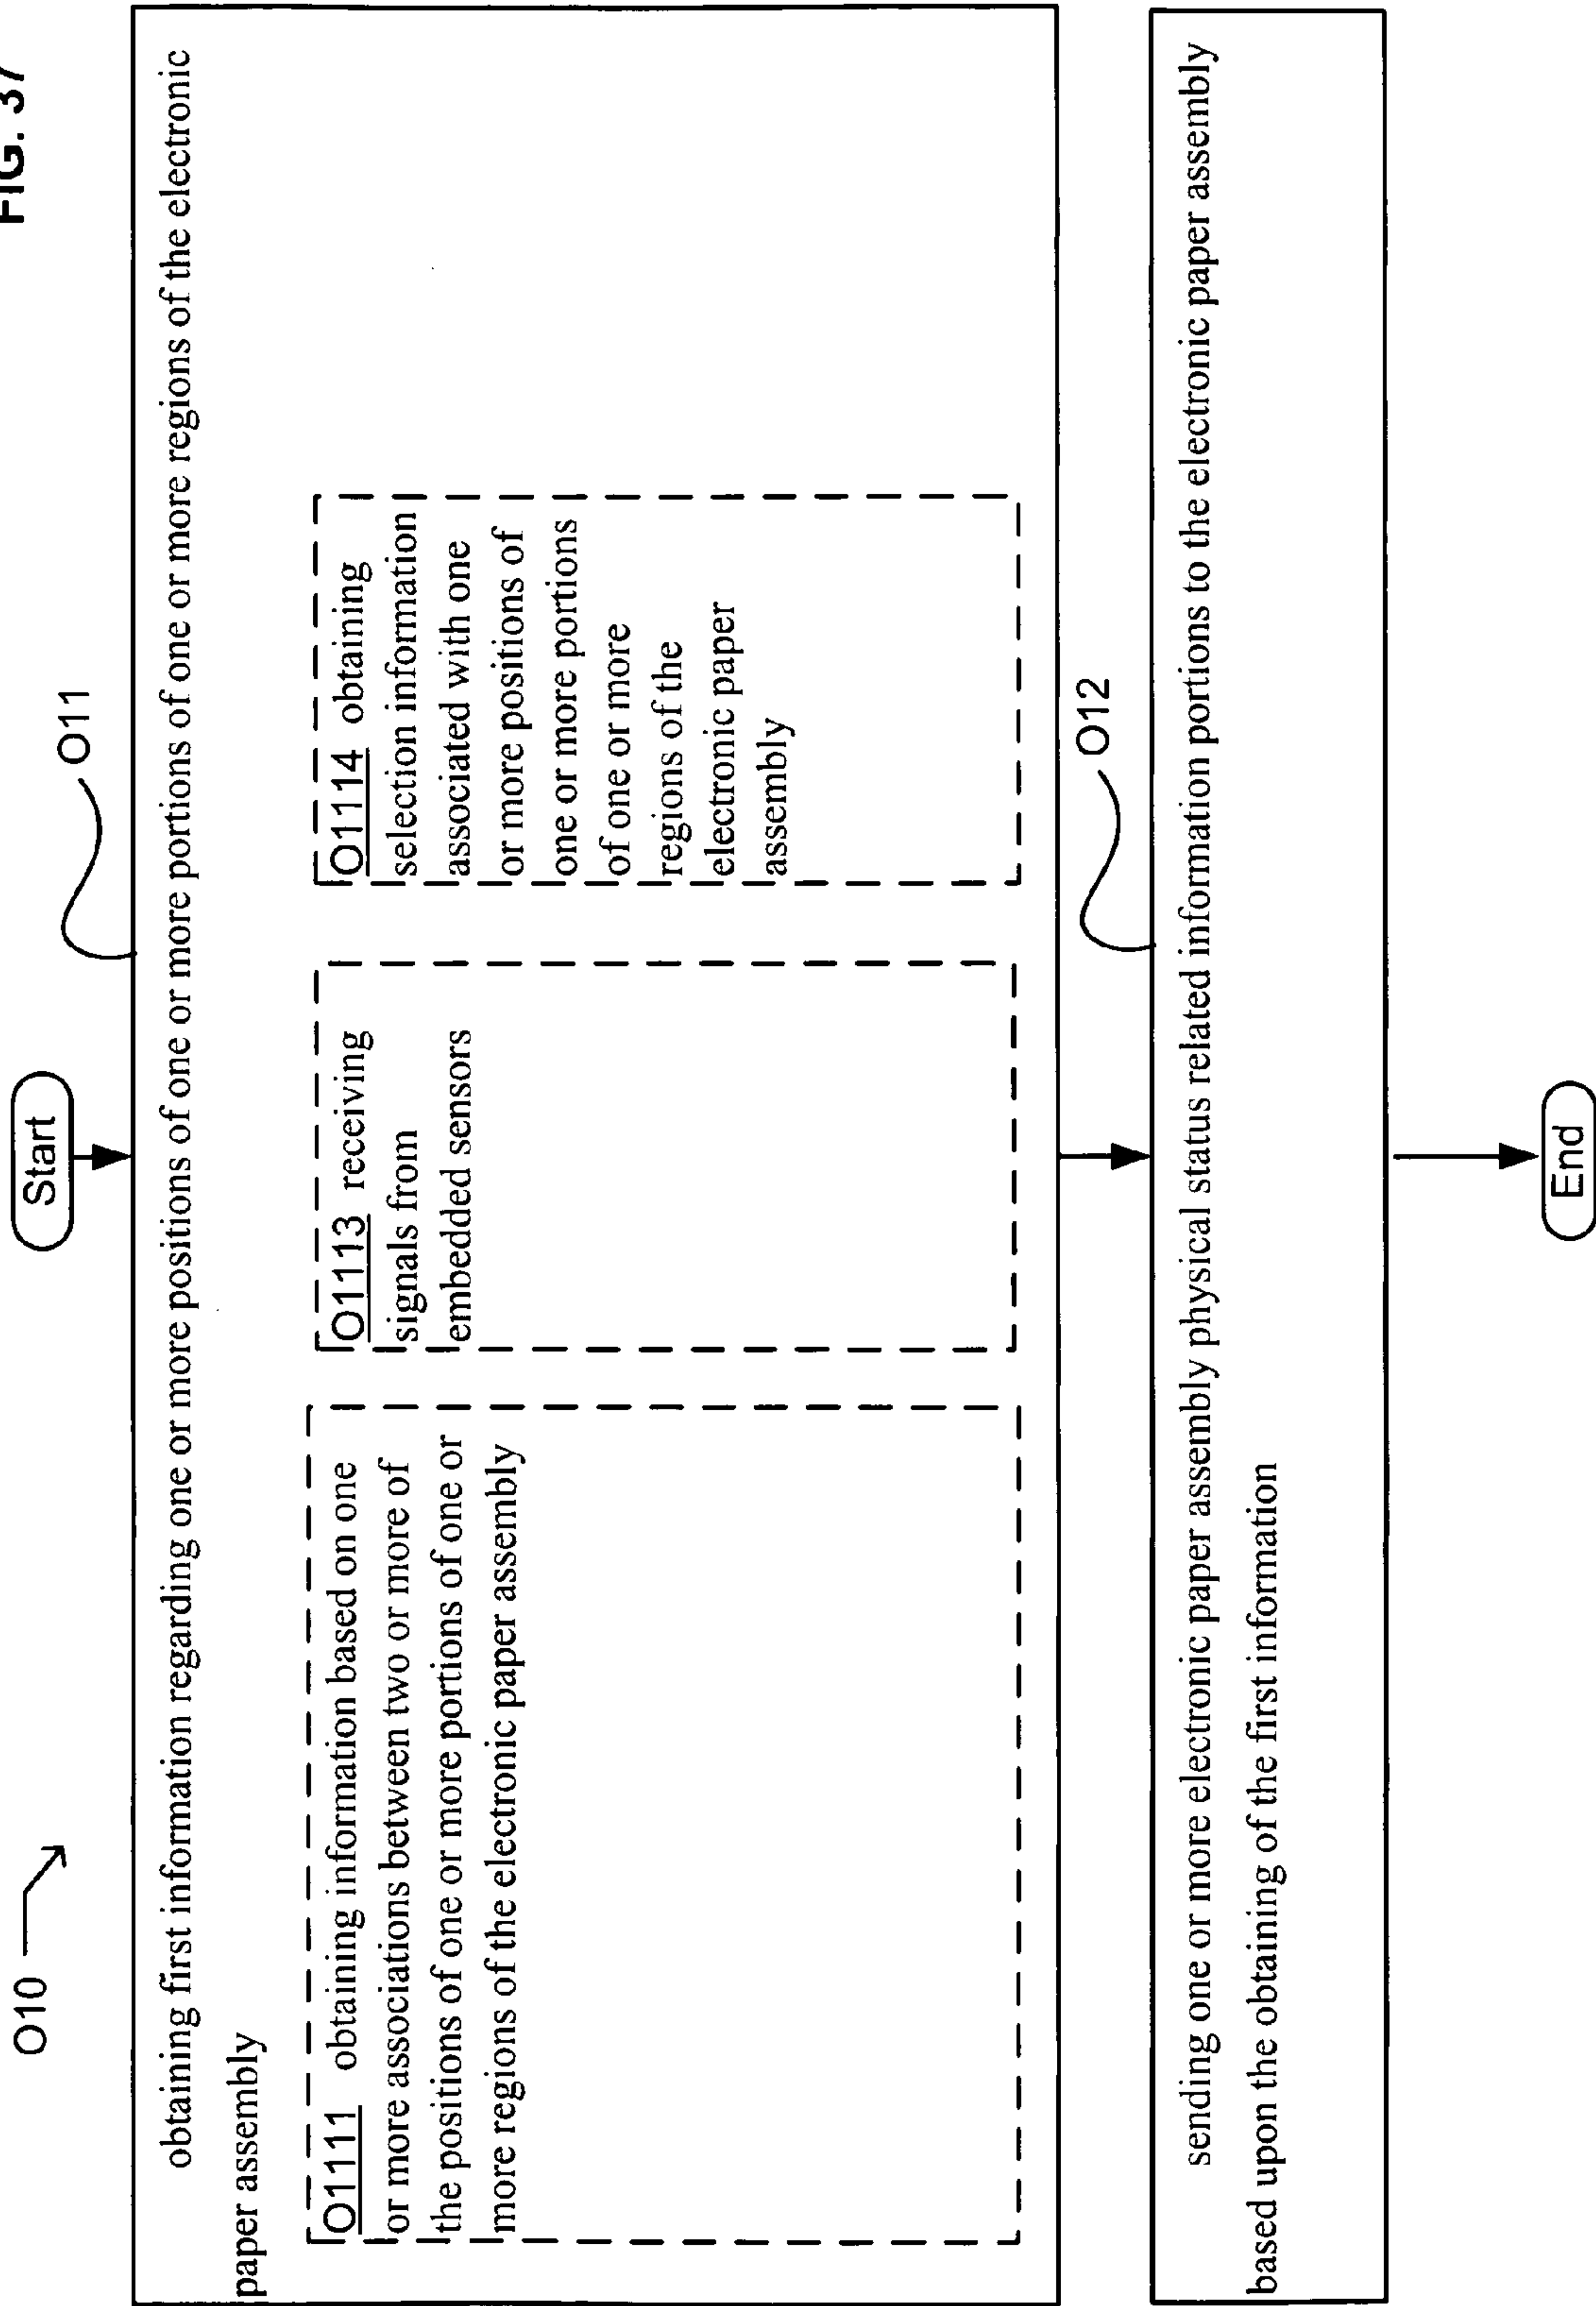 FIG. 37
O10
Start
O11
obtaining first information regarding one or more positions of one or more portions of one or more regions of the electronic
paper assembly
O1111 obtaining information based on one
or more associations between two or more of
the positions of one or more portions of one or
more regions of the electronic paper assembly
O1113 receiving
signals from
embedded sensors
O1114 obtaining
selection information
associated with one
or more positions of
one or more portions
of one or more
regions of the
electronic paper
assembly
O12
sending one or more electronic paper assembly physical status related information portions to the electronic paper assembly
based upon the obtaining of the first information
End